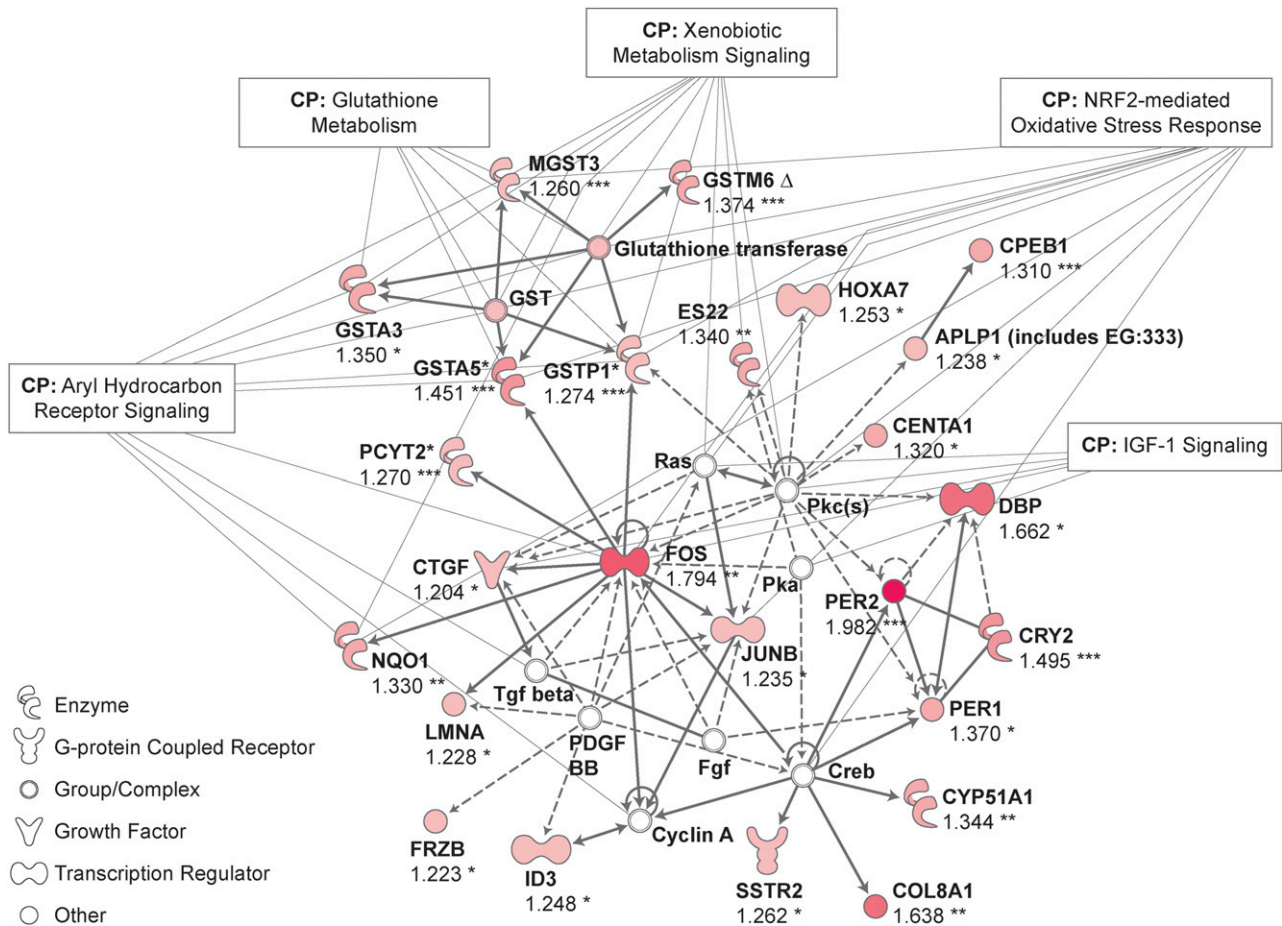 CP: Xenobiotic
Metabolism Signaling
CP: Glutathione
Metabolism
CP: NRF2-mediated
Oxidative Stress Response
MGST3
1.260 ***
GSTM6 Δ
1.374 ***
Glutathione transferase
CPEB1
1.310 ***
GST
HOXA7
1.253 *
ES22
1.340 **
GSTA3
1.350 *
APLP1 (includes EG:333)
1.238 *
CP: Aryl Hydrocarbon
Receptor Signaling
GSTA5*
1.451 ***
GSTP1*
1.274 ***
CENTA1
1.320 *
CP: IGF-1 Signaling
PCYT2*
1.270 ***
Ras
Pkc(s)
DBP
1.662 *
CTGF
1.204 *
FOS
1.794 **
Pka
PER2
1.982 ***
CRY2
1.495 ***
NQO1
1.330 **
JUNB
1.235 *
Tgf beta
LMNA
1.228 *
PDGF
BB
Fgf
PER1
1.370 *
Creb
CYP51A1
1.344 **
FRZB
1.223 *
Cyclin A
ID3
1.248 *
SSTR2
1.262 *
COL8A1
1.638 **
Enzyme
G-protein Coupled Receptor
Group/Complex
Growth Factor
Transcription Regulator
Other